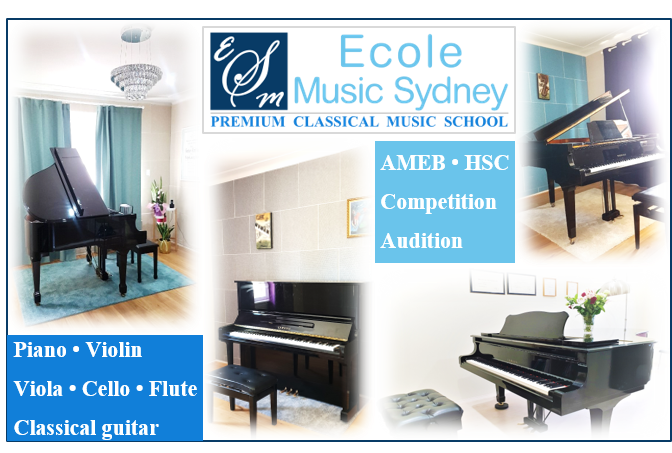 ESm
Ecole
Music Sydney
PREMIUM CLASSICAL MUSIC SCHOOL
AMEB • HSC
Competition
Audition
Piano • Violin
Viola • Cello • Flute
Classical guitar